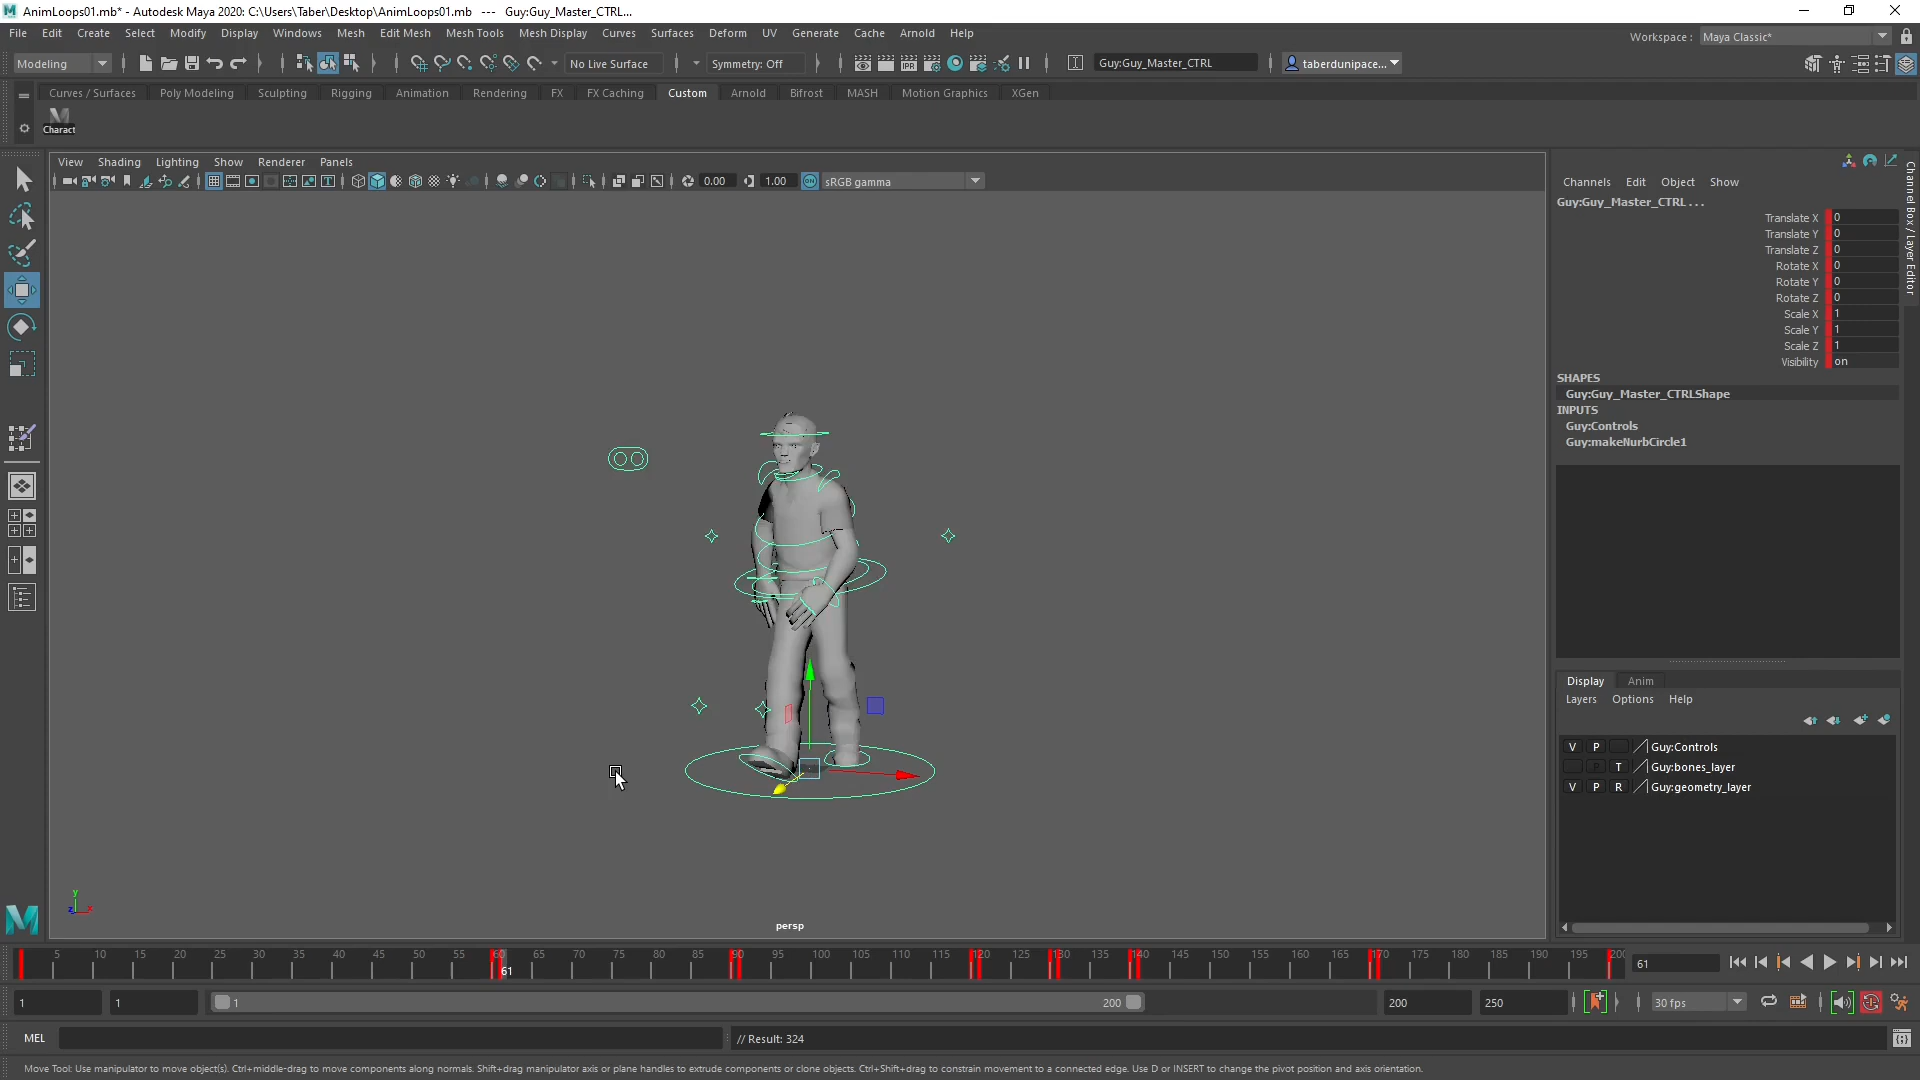 AnimLoops01.mb* - Autodesk Maya 2020: C:\Users\Taber\Desktop\AnimLoops01.mb   ---   Guy:Guy_Master_CTRL...
File Edit Create Select Modify Display Windows Mesh Edit Mesh Mesh Tools Mesh Display Curves Surfaces Deform UV Generate Cache Arnold Help
Workspace : Maya Classic*
Modeling No Live Surface Symmetry: Off IPR Guy:Guy_Master_CTRL taberdunipace...
Curves / Surfaces Poly Modeling Sculpting Rigging Animation Rendering FX FX Caching Custom Arnold Bifrost MASH Motion Graphics XGen
Charact
View Shading Lighting Show Renderer Panels
0.00 1.00 ON sRGB gamma
Channels Edit Object Show
Guy:Guy_Master_CTRL . . .
Translate X 0
Translate Y 0
Translate Z 0
Rotate X 0
Rotate Y 0
Rotate Z 0
Scale X 1
Scale Y 1
Scale Z 1
Visibility on
SHAPES
Guy:Guy_Master_CTRLShape
INPUTS
Guy:Controls
Guy:makeNurbCircle1
Channel Box / Layer Editor
Display Anim
Layers Options Help
V P Guy:Controls
P T Guy:bones_layer
V P R Guy:geometry_layer
y
z x
persp
5 10 15 20 25 30 35 40 45 50 55 60 65 70 75 80 85 90 95 100 105 110 115 120 125 130 135 140 145 150 155 160 165 170 175 180 185 190 195 200
61
61
1 1 1 200 200 250 30 fps
MEL // Result: 324
Move Tool: Use manipulator to move object(s). Ctrl+middle-drag to move components along normals. Shift+drag manipulator axis or plane handles to extrude components or clone objects. Ctrl+Shift+drag to constrain movement to a connected edge. Use D or INSERT to change the pivot position and axis orientation.